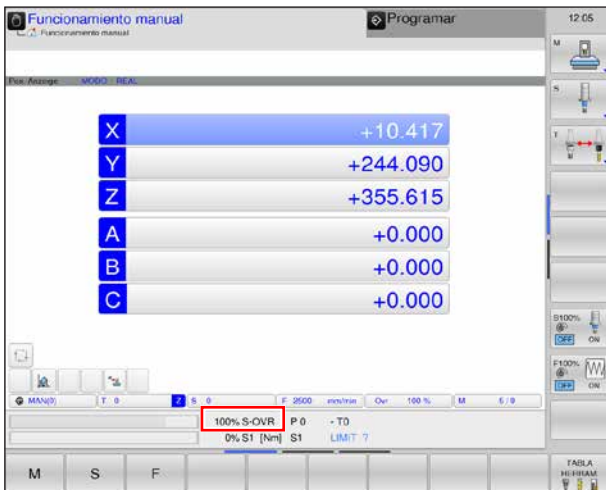 Funcionamiento manual
Funcionamiento manual
Programar
12:05
M
Pos. Anzeige MODO: REAL
S
X +10.417
T
Y +244.090
Z +355.615
A +0.000
B +0.000
C +0.000
S100%
OFF ON
F100%
OFF ON
MAN(0) T 0 Z S 0 F 2500 mm/min Ovr 100 % M 5/9
100% S-OVR P0 -T0
0% S1 [Nm] S1 LIMIT 7
M S F
TABLA
HERRAM.